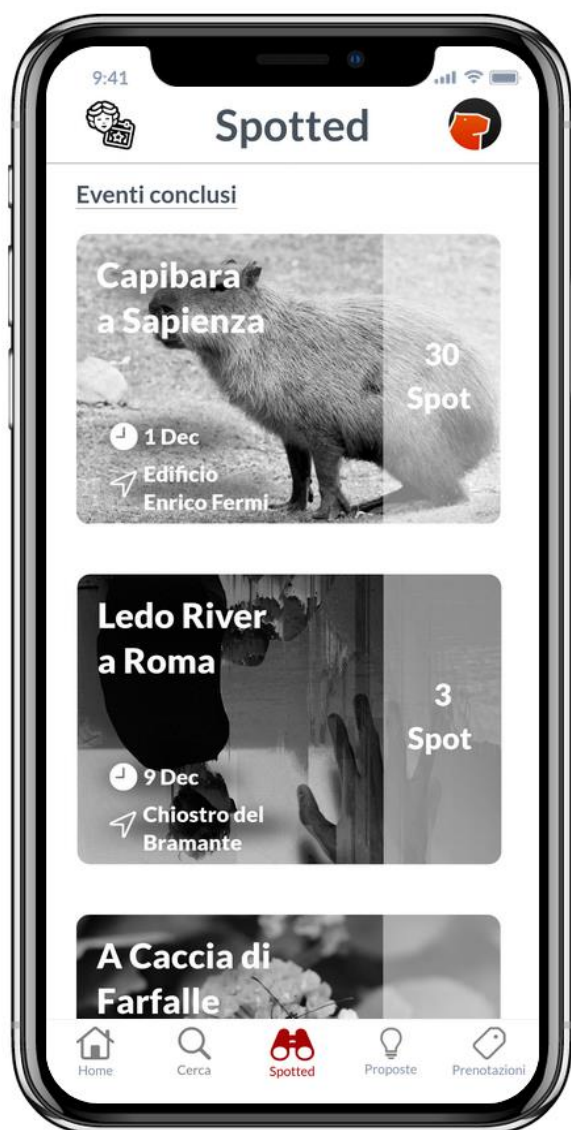 9:41
Spotted
Eventi conclusi
Capibara
a Sapienza
30
Spot
1 Dec
Edificio
Enrico Fermi
Ledo River
a Roma
3
Spot
9 Dec
Chiostro del
Bramante
A Caccia di
Farfalle
Home
Cerca
Spotted
Proposte
Prenotazioni